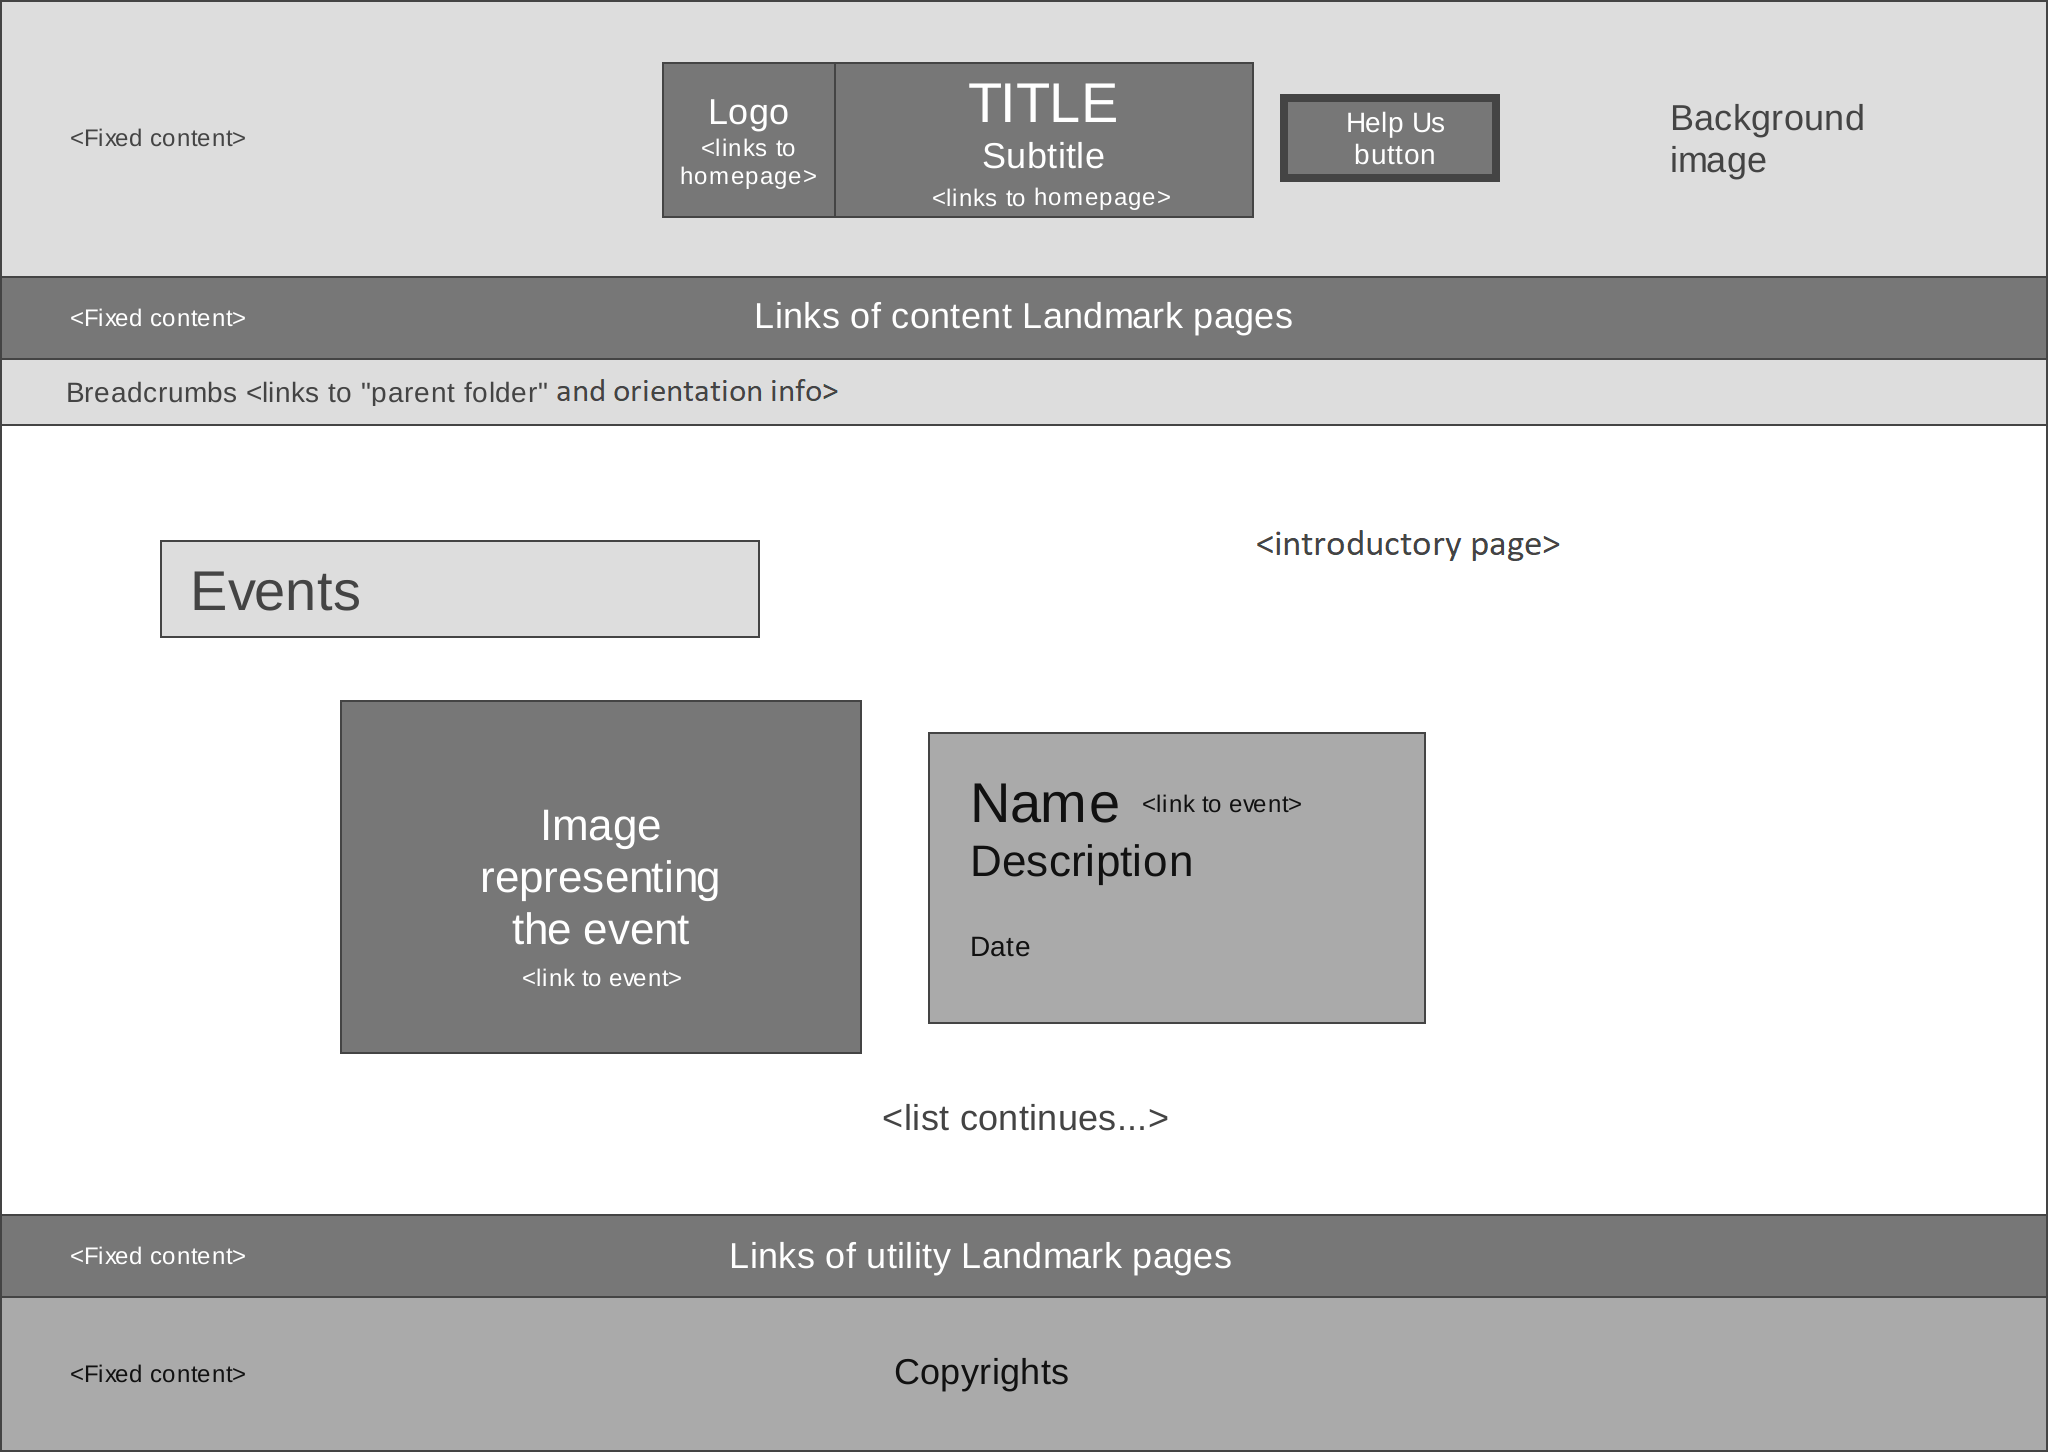 <Fixed content>
Logo
<links to
homepage>
TITLE
Subtitle
<links to homepage>
Help Us
button
Background
image
<Fixed content>
Links of content Landmark pages
Breadcrumbs <links to "parent folder" and orientation info>
<introductory page>
Events
Image
representing
the event
<link to event>
Name <link to event>
Description
Date
<list continues...>
<Fixed content>
Links of utility Landmark pages
<Fixed content>
Copyrights